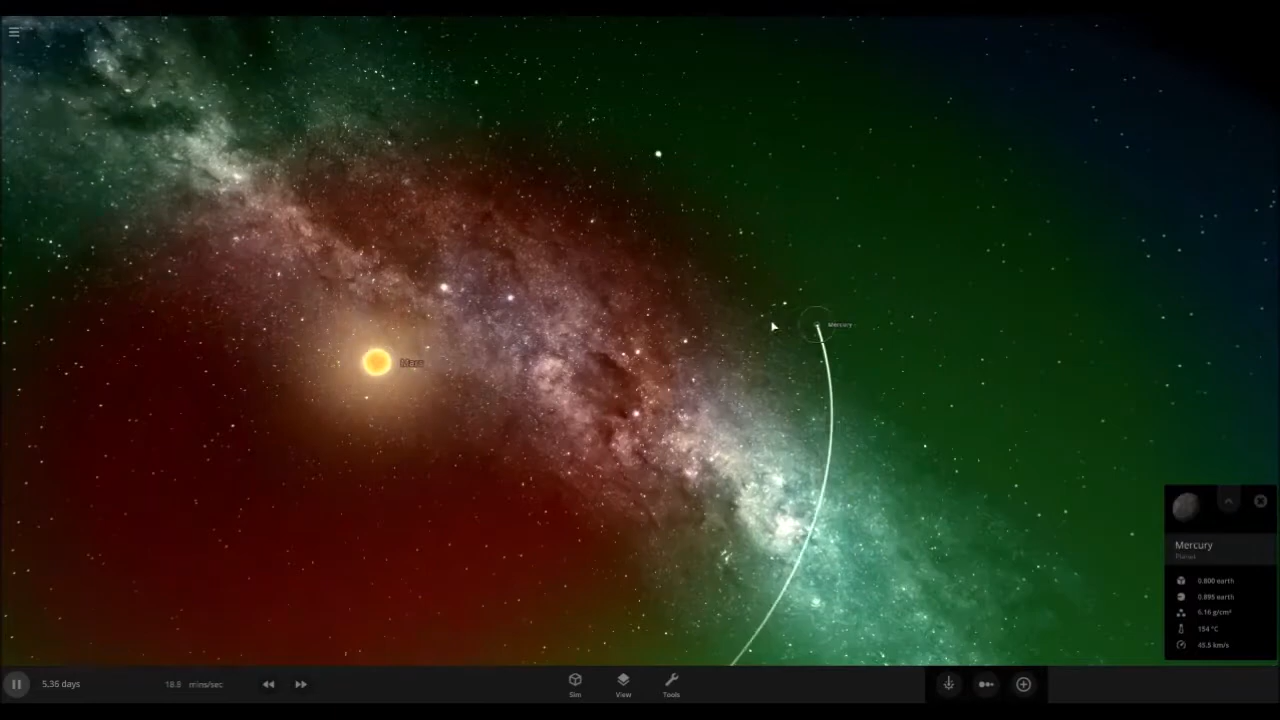 Mars
Mercury
Mercury
Planet
0.800 earth
0.895 earth
6.16 g/cm³
154 °C
45.5 km/s
5,36 days
18.8 mins/sec
Sim
View
Tools